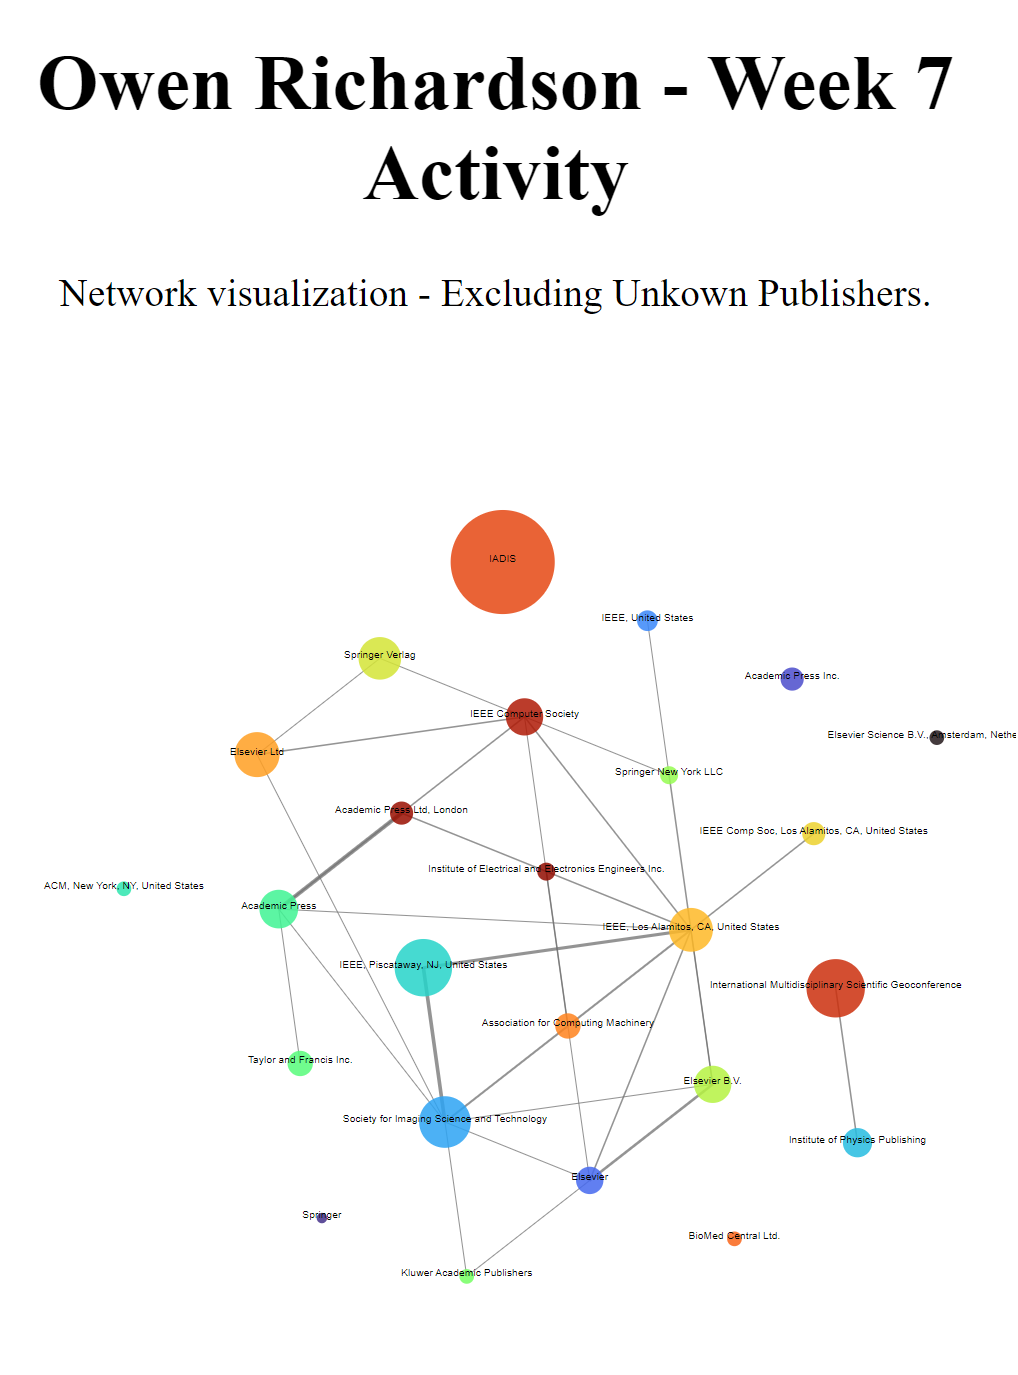 Owen Richardson - Week 7
Activity
Network visualization - Excluding Unkown Publishers.
IADIS
IEEE, United States
Springer Verlag
Academic Press Inc.
IEEE Computer Society
Elsevier Science B.V., Amsterdam, Nethe
Elsevier Ltd
Springer New York LLC
Academic Press Ltd, London
IEEE Comp Soc, Los Alamitos, CA, United States
Institute of Electrical and Electronics Engineers Inc.
ACM, New York, NY, United States
Academic Press
IEEE, Los Alamitos, CA, United States
IEEE, Piscataway, NJ, United States
International Multidisciplinary Scientific Geoconference
Association for Computing Machinery
Taylor and Francis Inc.
Elsevier B.V.
Society for Imaging Science and Technology
Institute of Physics Publishing
Elsevier
Springer
BioMed Central Ltd.
Kluwer Academic Publishers